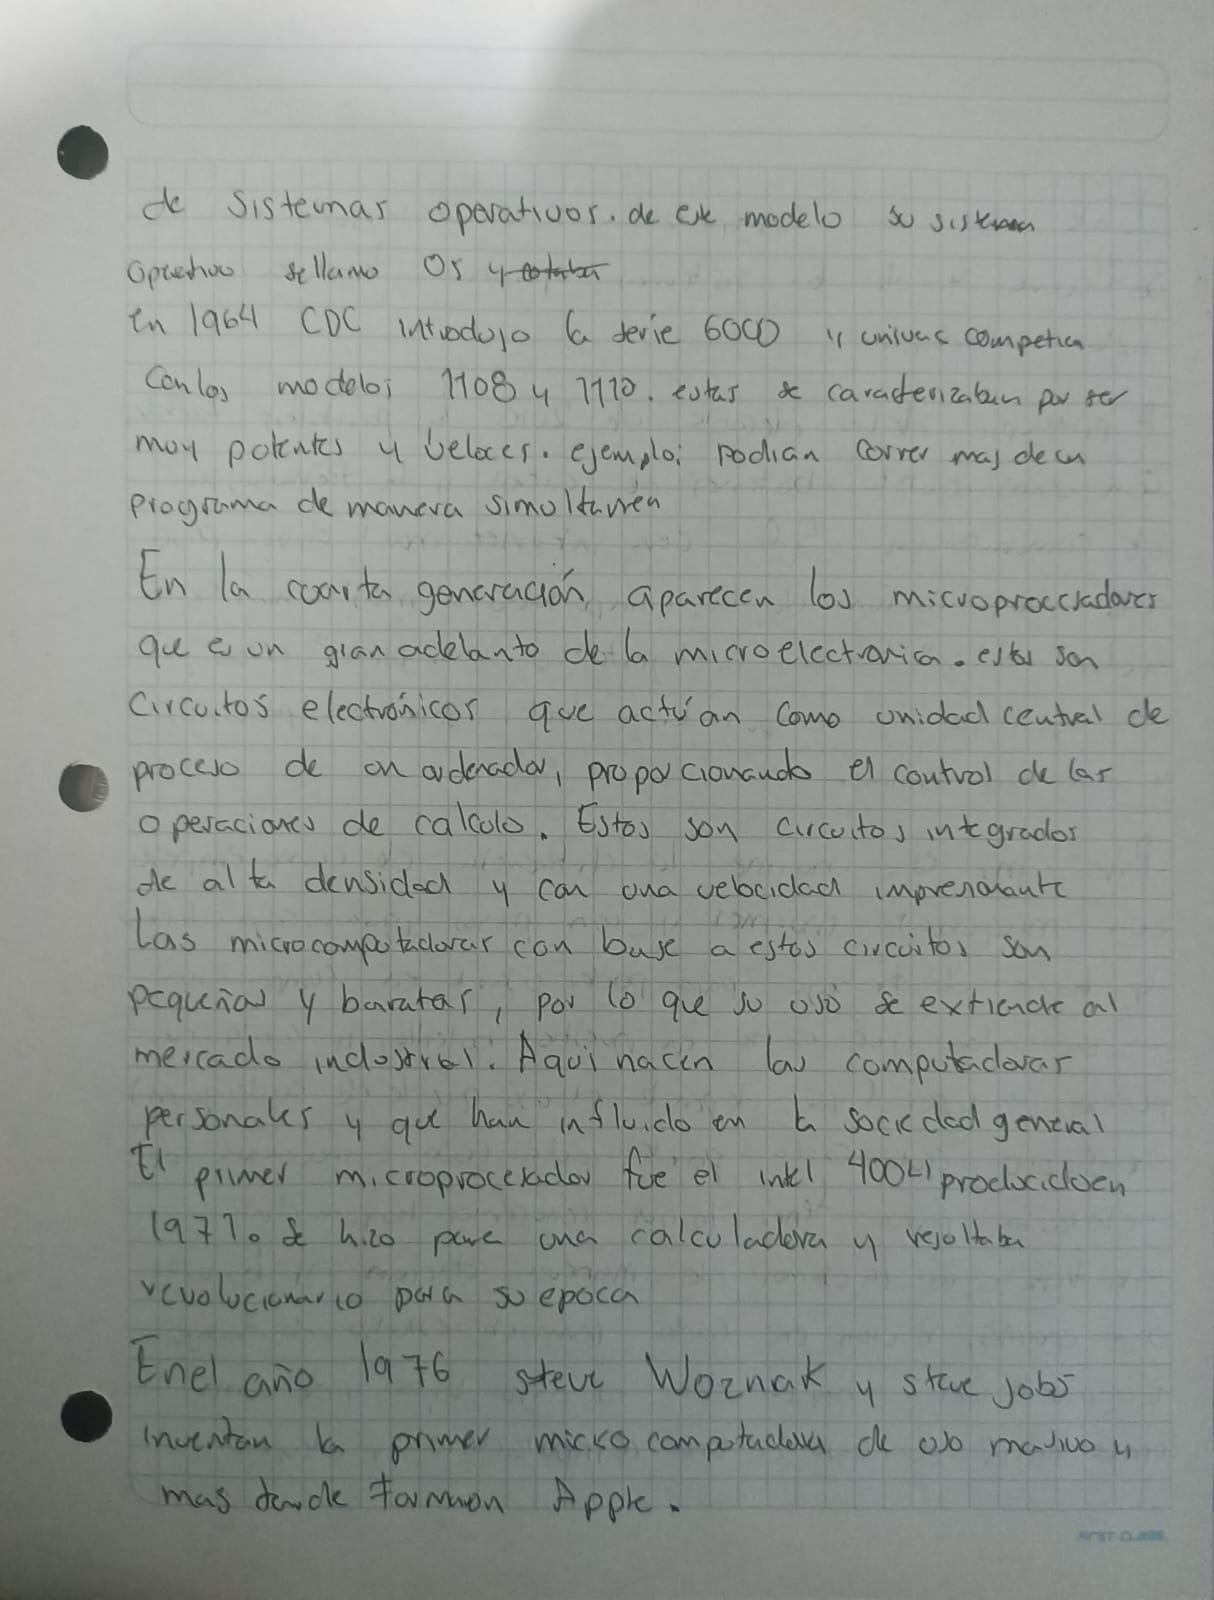 de sistemas operativos. de este modelo su sistema
operativo se llamo OS y
En 1964 CDC introdujo la serie 6000 y univac competia
Con los modelos 1108 y 1110. estas se caracterizaban por ser
muy potentes y veloces. ejemplo: podian correr mas de un
programa de manera simultanea
En la cuarta generación, aparecen los microprocesadores
que es un gran adelanto de la microelectronica. estos son
Circuitos electrónicos que actúan como unidad central de
proceso de un ordenador, proporcionando el control de las
operaciones de calculo. Estos son circuitos integrados
de alta densidad y con una velocidad impresionante
Las microcomputadoras con base a estos circuitos son
pequeñas y baratas, por lo que su uso se extiende al
mercado industrial. Aqui nacen las computadoras
personales y que han influido en la sociedad general
El primer microprocesador fue el intel 4004 producido en
1971. se hizo para una calculadora y resultaba
revolucionario para su epoca
En el año 1976 steve Woznak y steve jobs
inventan la primer micro computadora de uso masivo y
mas tarde forman Apple.
FIRST CLASS